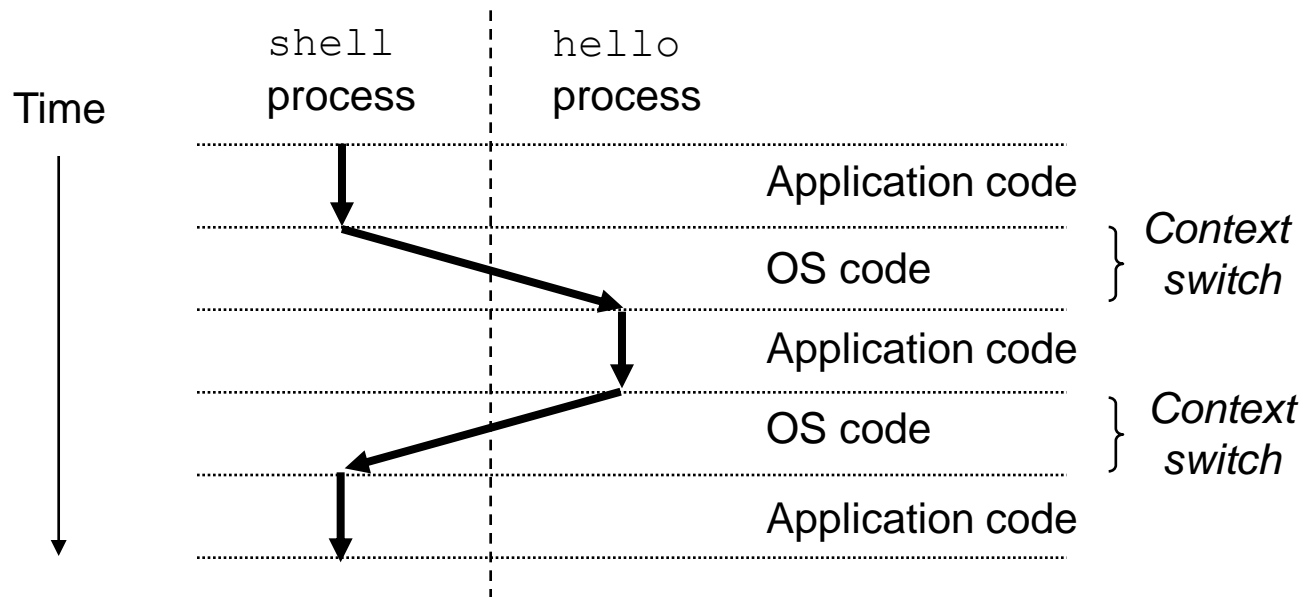 shell
process
hello
process
Time
Application code
OS code
Context
switch
Application code
OS code
Context
switch
Application code